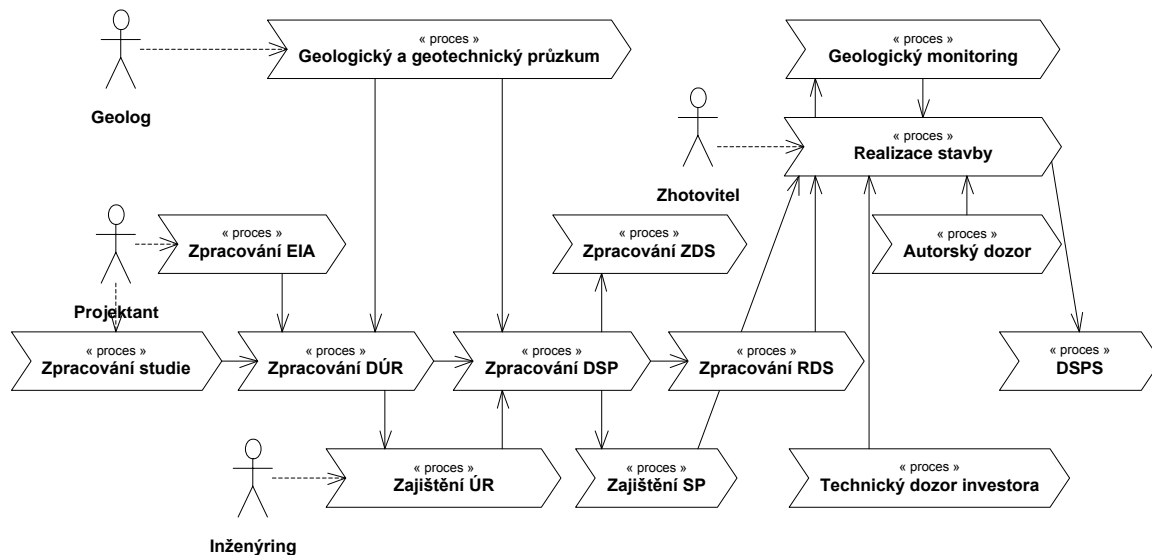 « proces »
Geologický a geotechnický průzkum
« proces »
Geologický monitoring
Geolog
« proces »
Realizace stavby
Zhotovitel
« proces »
Zpracování EIA
« proces »
Zpracování ZDS
« proces »
Autorský dozor
Projektant
« proces »
Zpracování studie
« proces »
Zpracování DÚR
« proces »
Zpracování DSP
« proces »
Zpracování RDS
« proces »
DSPS
« proces »
Zajištění ÚR
« proces »
Zajištění SP
« proces »
Technický dozor investora
Inženýring